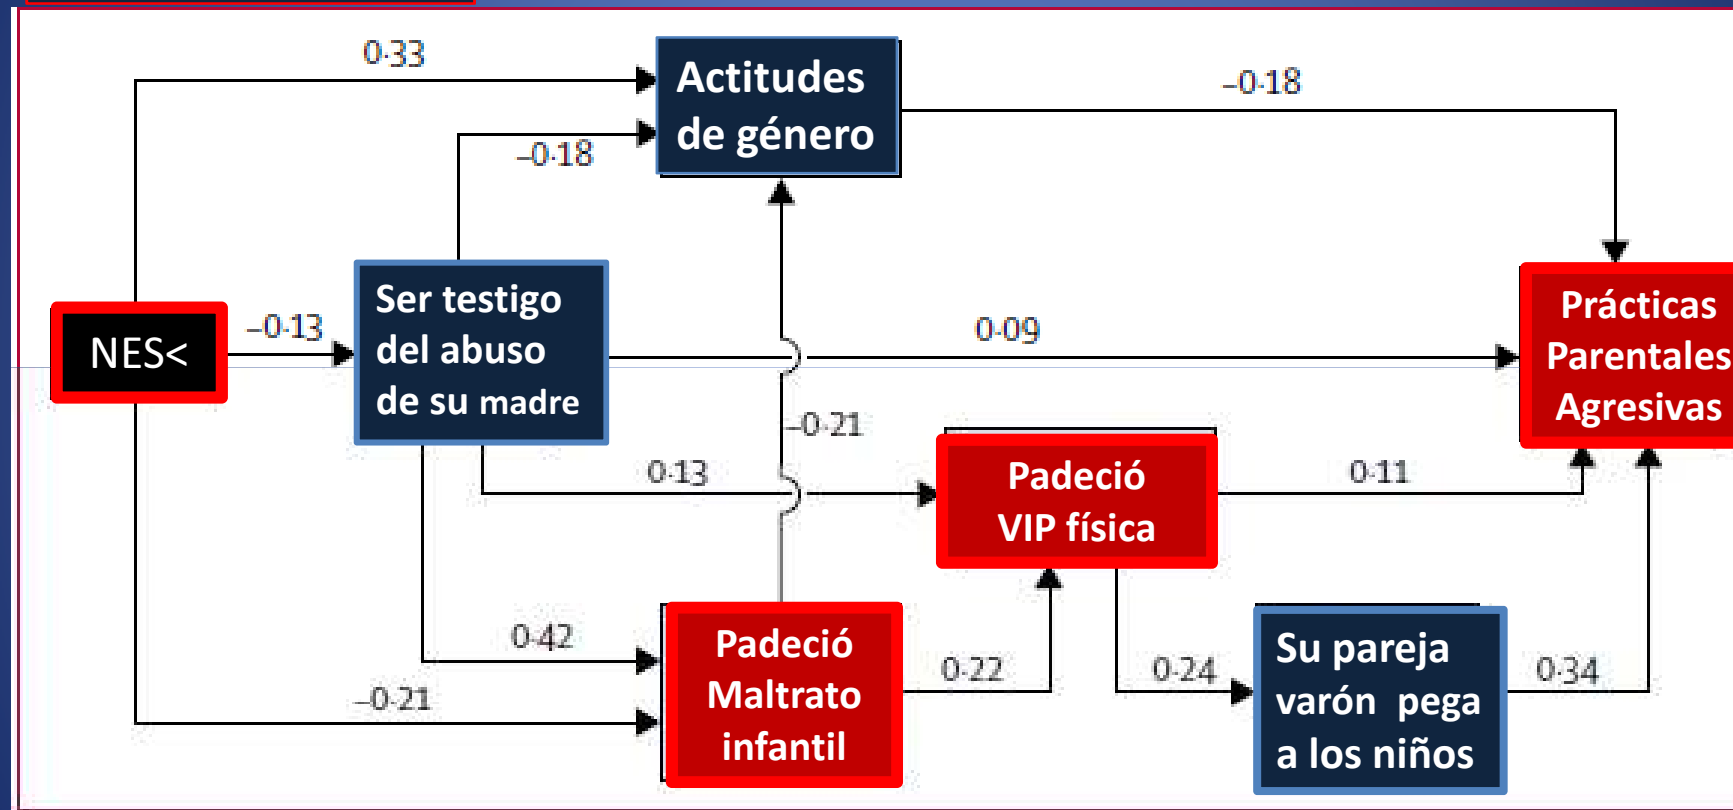 0·33
Actitudes
de género
–0·18
–0·18
NES<
–0·13
Ser testigo
del abuso
de su madre
0·09
Prácticas
Parentales
Agresivas
–0·21
0·13
Padeció
VIP física
0·11
0·42
–0·21
Padeció
Maltrato
infantil
0·22
0·24
Su pareja
varón pega
a los niños
0·34